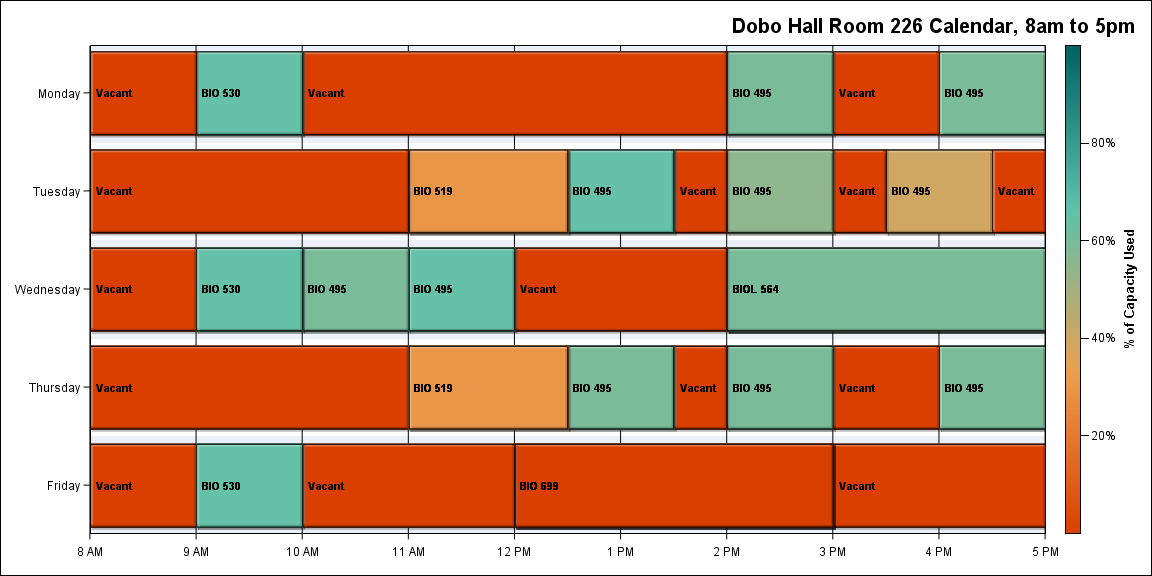 Dobo Hall Room 226 Calendar, 8am to 5pm
Monday
Vacant
BIO 530
Vacant
BIO 495
Vacant
BIO 495
Tuesday
Vacant
BIO 519
BIO 495
Vacant
BIO 495
Vacant
BIO 495
Vacant
Wednesday
Vacant
BIO 530
BIO 495
BIO 495
Vacant
BIOL 564
Thursday
Vacant
BIO 519
BIO 495
Vacant
BIO 495
Vacant
BIO 495
Friday
Vacant
BIO 530
Vacant
BIO 699
Vacant
8 AM
9 AM
10 AM
11 AM
12 PM
1 PM
2 PM
3 PM
4 PM
5 PM
80%
60%
40%
20%
% of Capacity Used